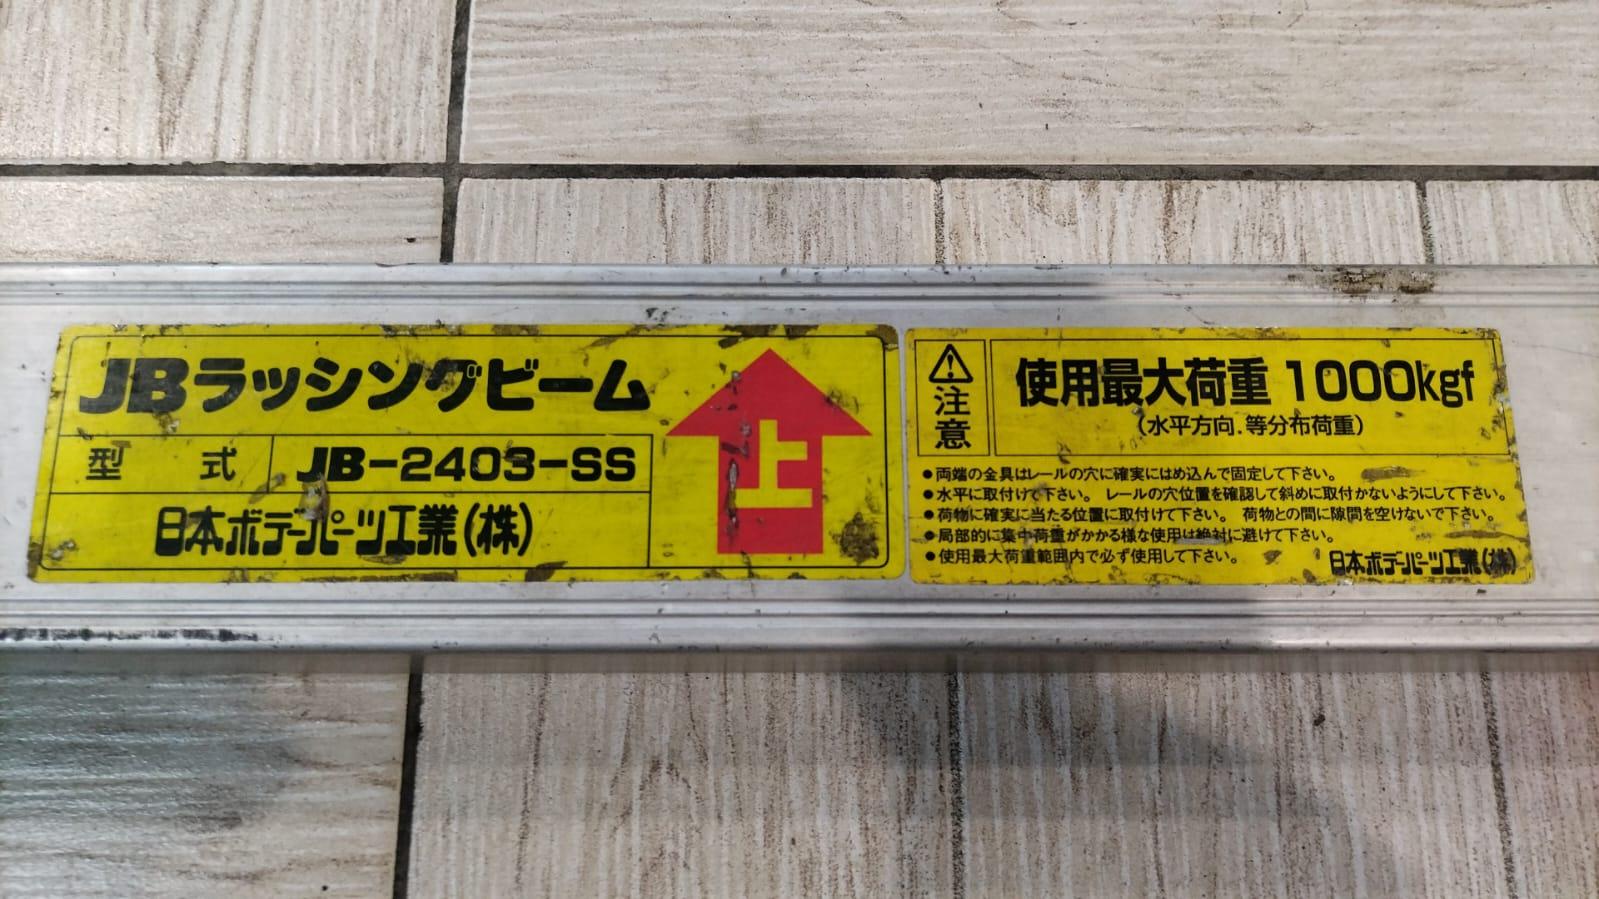 JBラッシングビーム
型式 JB-2403-SS
日本ボデーパーツ工業(株)
上
⚠注意
使用最大荷重 1000kgf
(水平方向.等分布荷重)
●両端の金具はレールの穴に確実にはめ込んで固定して下さい。
●水平に取付けて下さい。 レールの穴位置を確認して斜めに取付かないようにして下さい。
●荷物に確実に当たる位置に取付けて下さい。 荷物との間に隙間を空けないで下さい。
●局部的に集中荷重がかかる様な使用は絶対に避けて下さい。
●使用最大荷重範囲内で必ず使用して下さい。
日本ボデーパーツ工業(株)